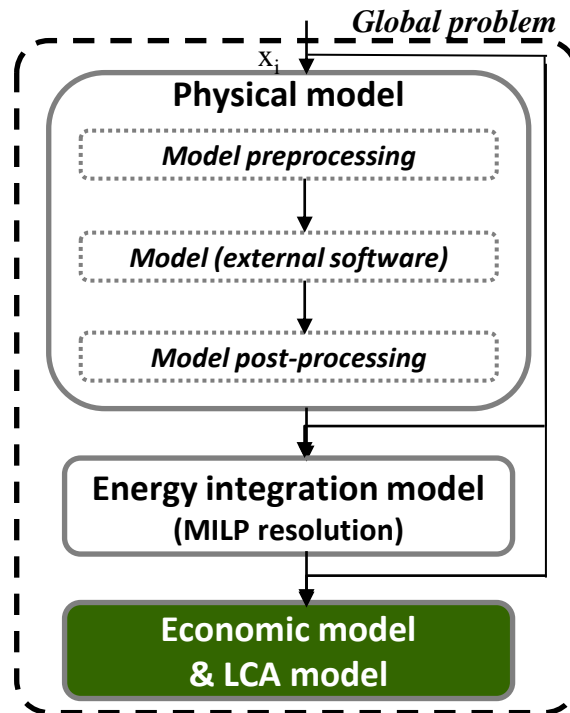 Global problem
xi
Physical model
Model preprocessing
Model (external software)
Model post-processing
Energy integration model
(MILP resolution)
Economic model
& LCA model